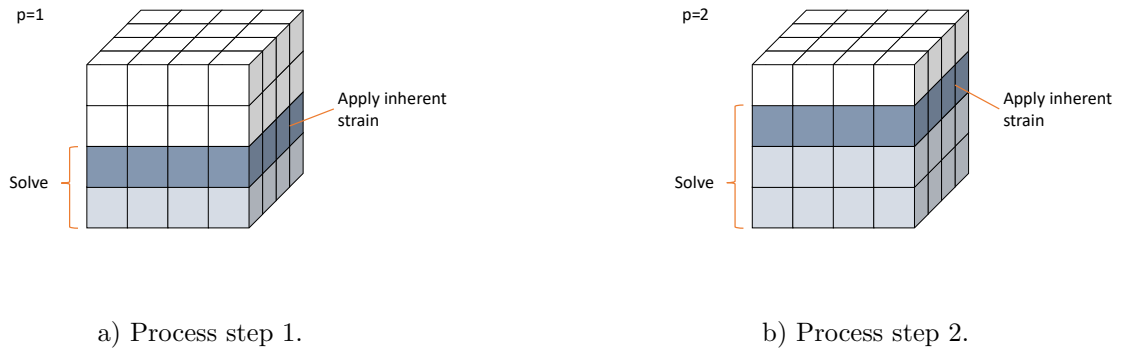 p=1
Apply inherent
strain
Solve
a) Process step 1.
p=2
Apply inherent
strain
Solve
b) Process step 2.